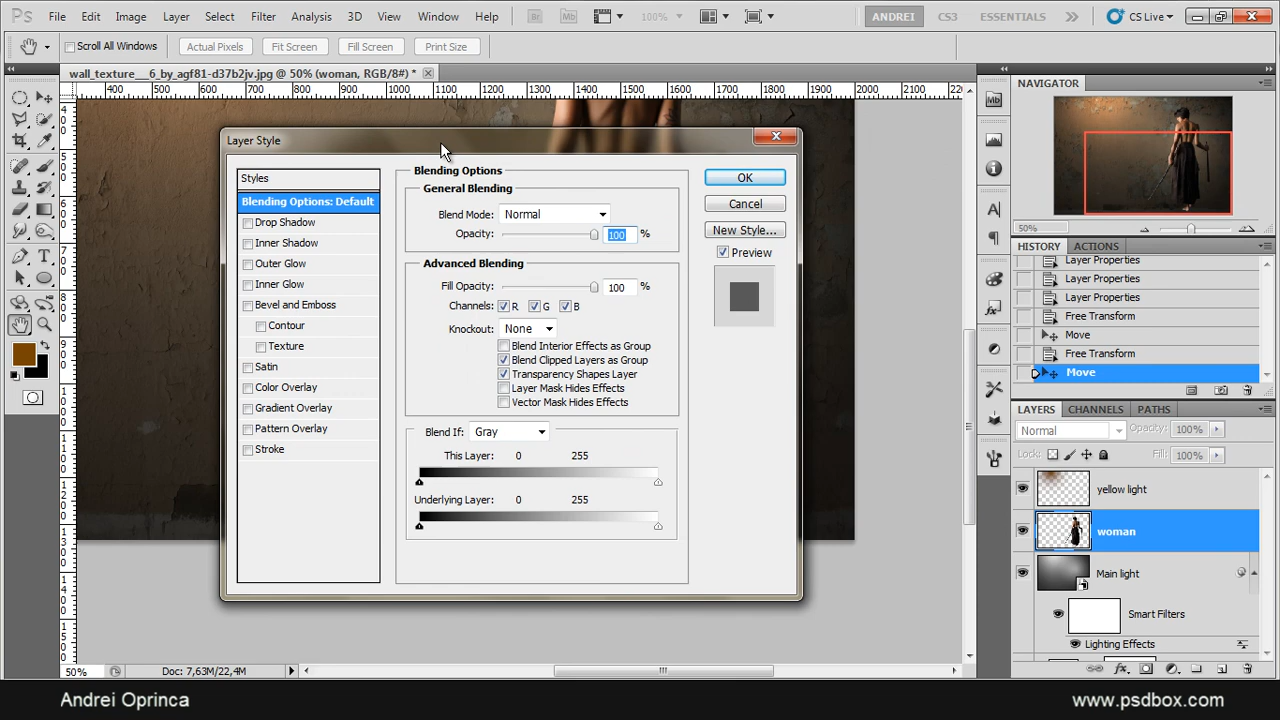 Ps File Edit Image Layer Select Filter Analysis 3D View Window Help Br Mb 100% ANDREI CS3 ESSENTIALS CS Live
Scroll All Windows Actual Pixels Fit Screen Fill Screen Print Size
wall_texture___6_by_agf81-d37b2jv.jpg @ 50% (woman, RGB/8#) *
400 500 600 700 800 900 1000 1100 1200 1300 1400 1500 1600 1700 1800 1900 2000 2100
Layer Style
Styles
Blending Options: Default
Drop Shadow
Inner Shadow
Outer Glow
Inner Glow
Bevel and Emboss
Contour
Texture
Satin
Color Overlay
Gradient Overlay
Pattern Overlay
Stroke
Blending Options
General Blending
Blend Mode: Normal
Opacity: 100 %
Advanced Blending
Fill Opacity: 100 %
Channels: R G B
Knockout: None
Blend Interior Effects as Group
Blend Clipped Layers as Group
Transparency Shapes Layer
Layer Mask Hides Effects
Vector Mask Hides Effects
Blend If: Gray
This Layer: 0 255
Underlying Layer: 0 255
OK
Cancel
New Style...
Preview
NAVIGATOR
50%
HISTORY ACTIONS
Layer Properties
Layer Properties
Layer Properties
Free Transform
Move
Free Transform
Move
LAYERS CHANNELS PATHS
Normal Opacity: 100%
Lock: Fill: 100%
yellow light
woman
Main light
Smart Filters
Lighting Effects
50% Doc: 7,63M/22,4M
Andrei Oprinca
www.psdbox.com